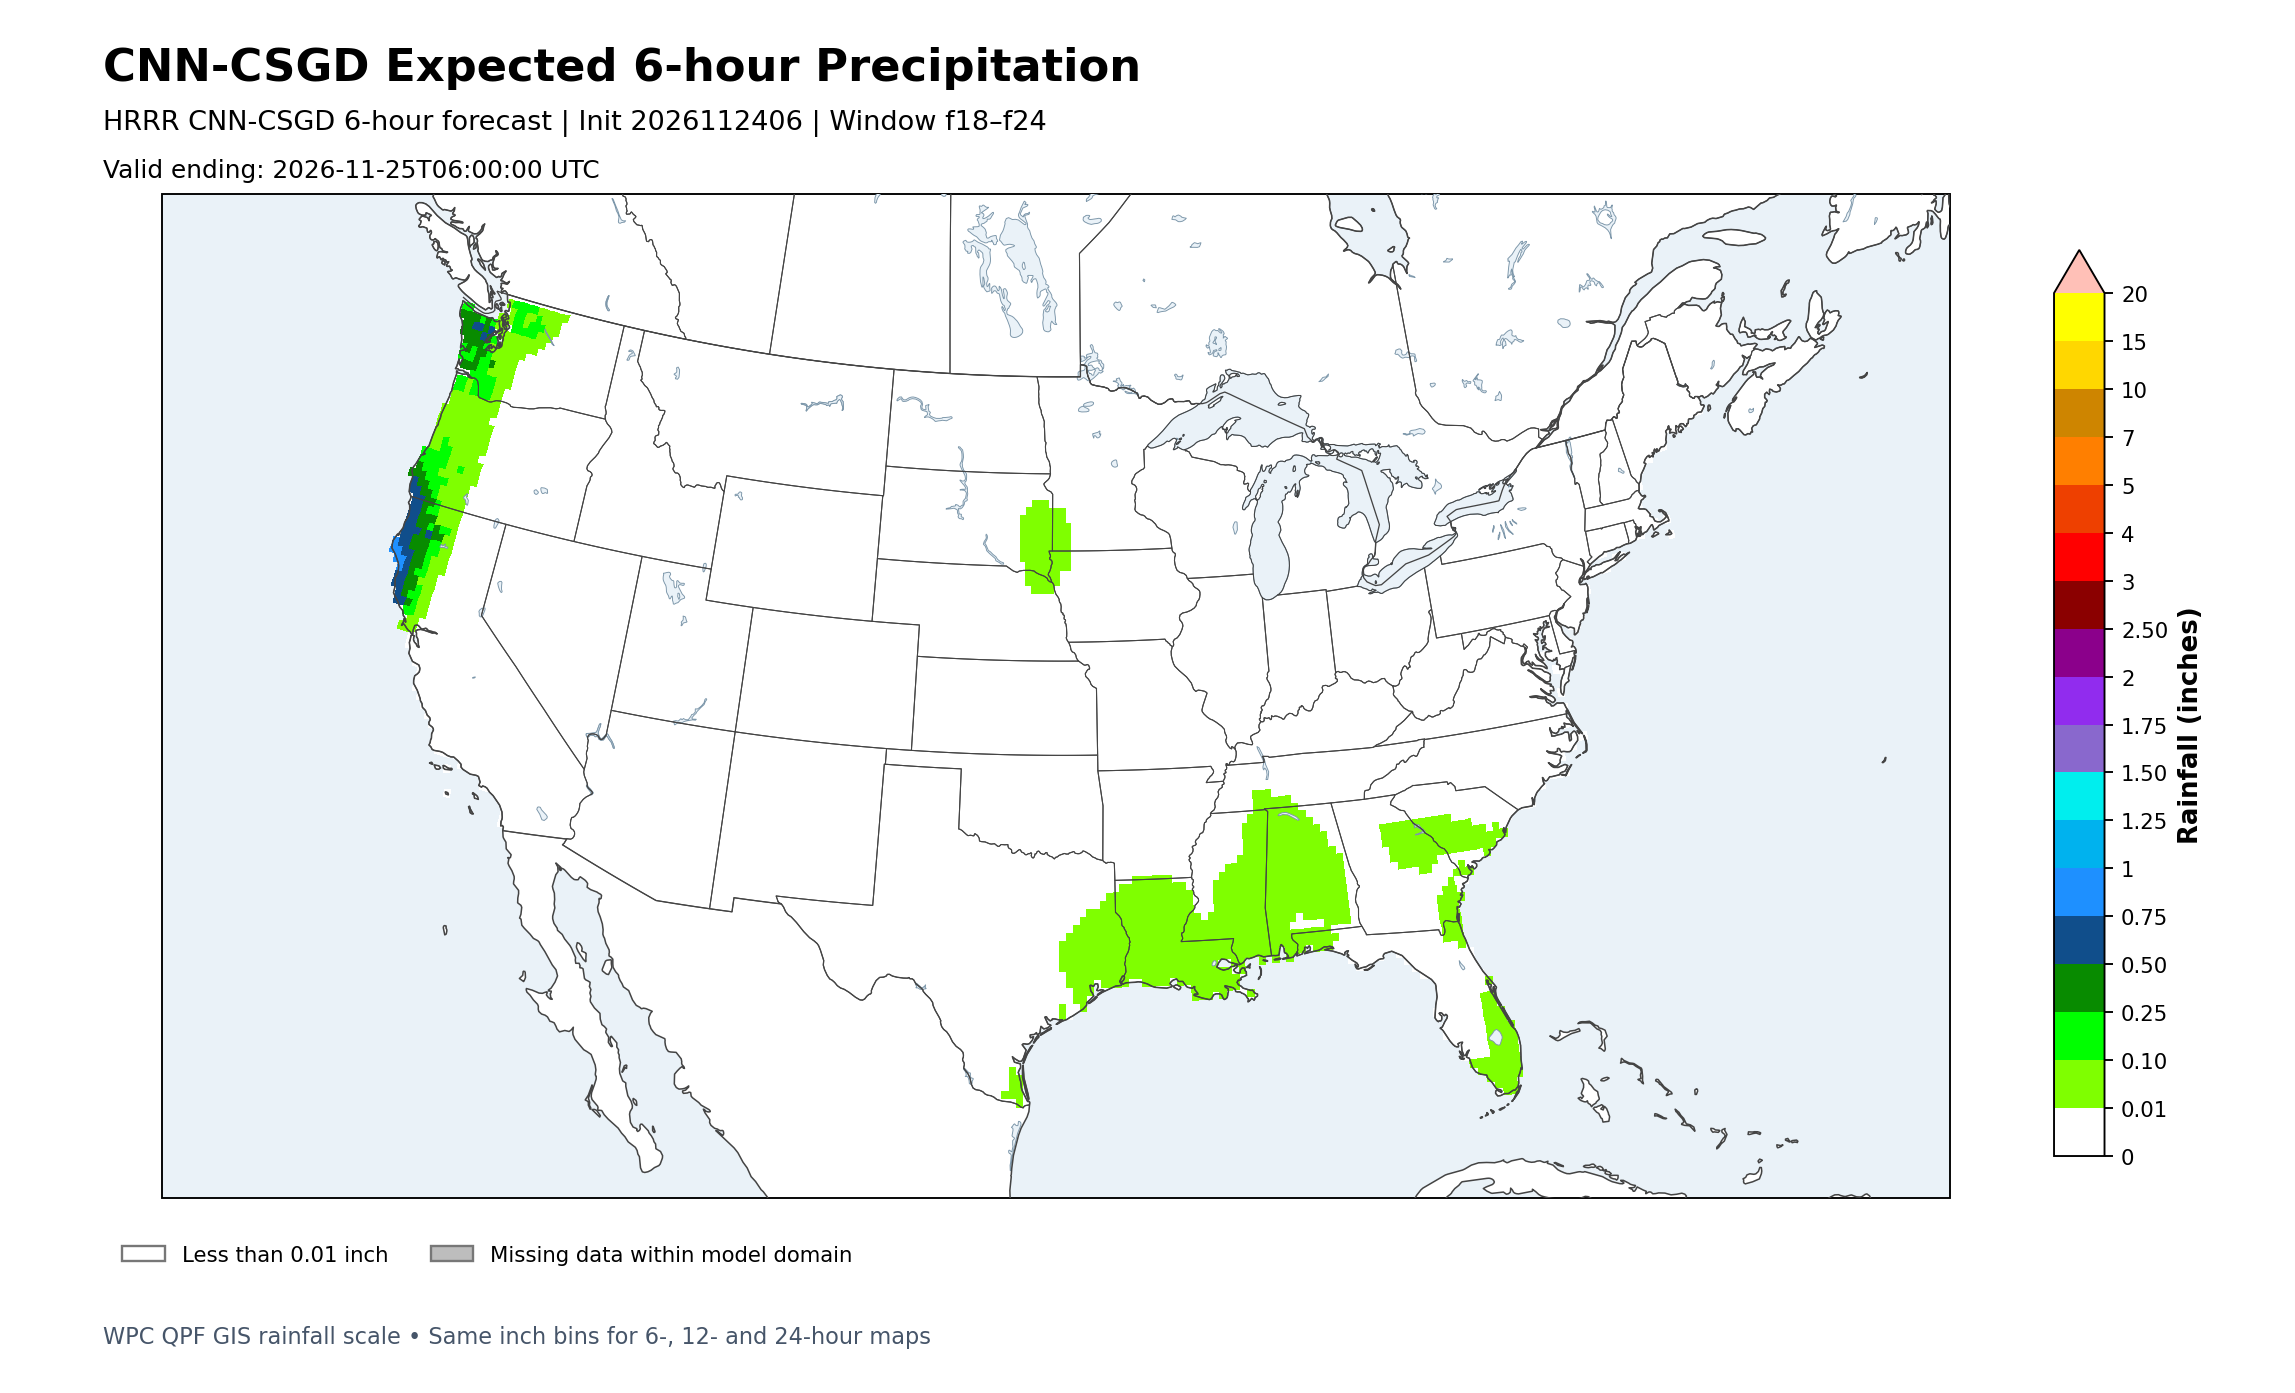 CNN-CSGD Expected 6-hour Precipitation
HRRR CNN-CSGD 6-hour forecast | Init 2026112406 | Window f18–f24
Valid ending: 2026-11-25T06:00:00 UTC
20
15
10
7
5
4
3
2.50
2
1.75
1.50
1.25
1
0.75
0.50
0.25
0.10
0.01
0
Rainfall (inches)
Less than 0.01 inch
Missing data within model domain
WPC QPF GIS rainfall scale • Same inch bins for 6-, 12- and 24-hour maps